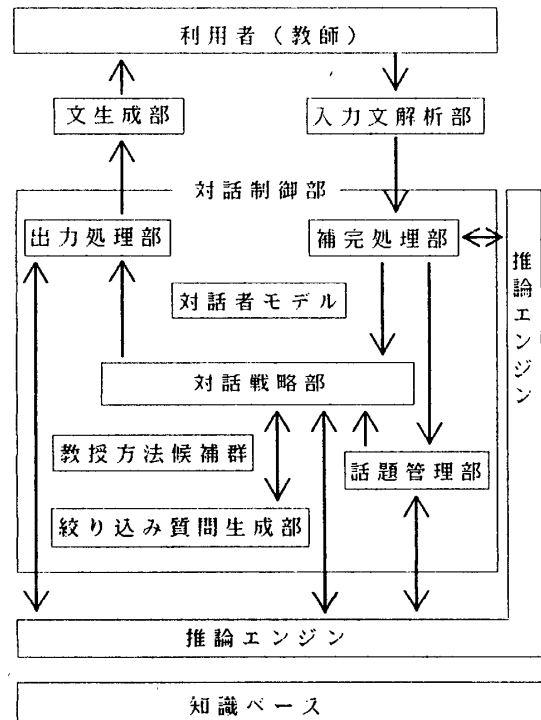 利用者（教師）
文生成部
入力文解析部
対話制御部
出力処理部
補完処理部
推論エンジン
対話者モデル
対話戦略部
教授方法候補群
話題管理部
絞り込み質問生成部
推論エンジン
知識ベース